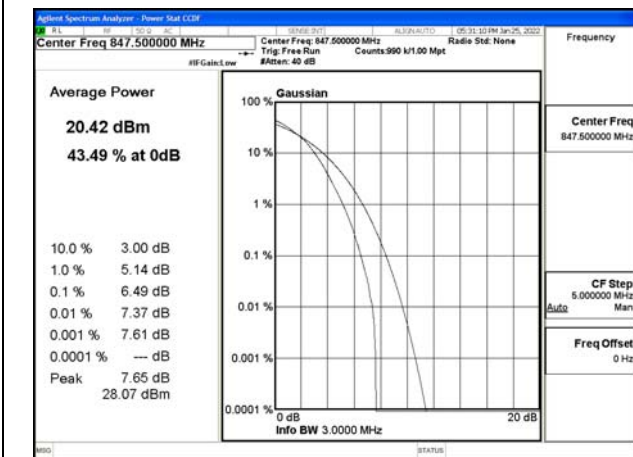 Agilent Spectrum Analyzer - Power Stat CCDF
RL RF 50 Ω AC SENSE:INT ALIGN AUTO 05:31:10 PM Jan 25, 2022
Center Freq 847.500000 MHz
Center Freq: 847.500000 MHz
Radio Std: None
Trig: Free Run Counts:990 k/1.00 Mpt
#IFGain:Low
#Atten: 40 dB
Frequency
Average Power
20.42 dBm
43.49 % at 0dB
10.0 % 3.00 dB
1.0 % 5.14 dB
0.1 % 6.49 dB
0.01 % 7.37 dB
0.001 % 7.61 dB
0.0001 % --- dB
Peak 7.65 dB
28.07 dBm
Gaussian
100 %
10 %
1 %
0.1 %
0.01 %
0.001 %
0.0001 %
0 dB 20 dB
Info BW 3.0000 MHz
Center Freq
847.500000 MHz
CF Step
5.000000 MHz
Auto Man
Freq Offset
0 Hz
MSG STATUS